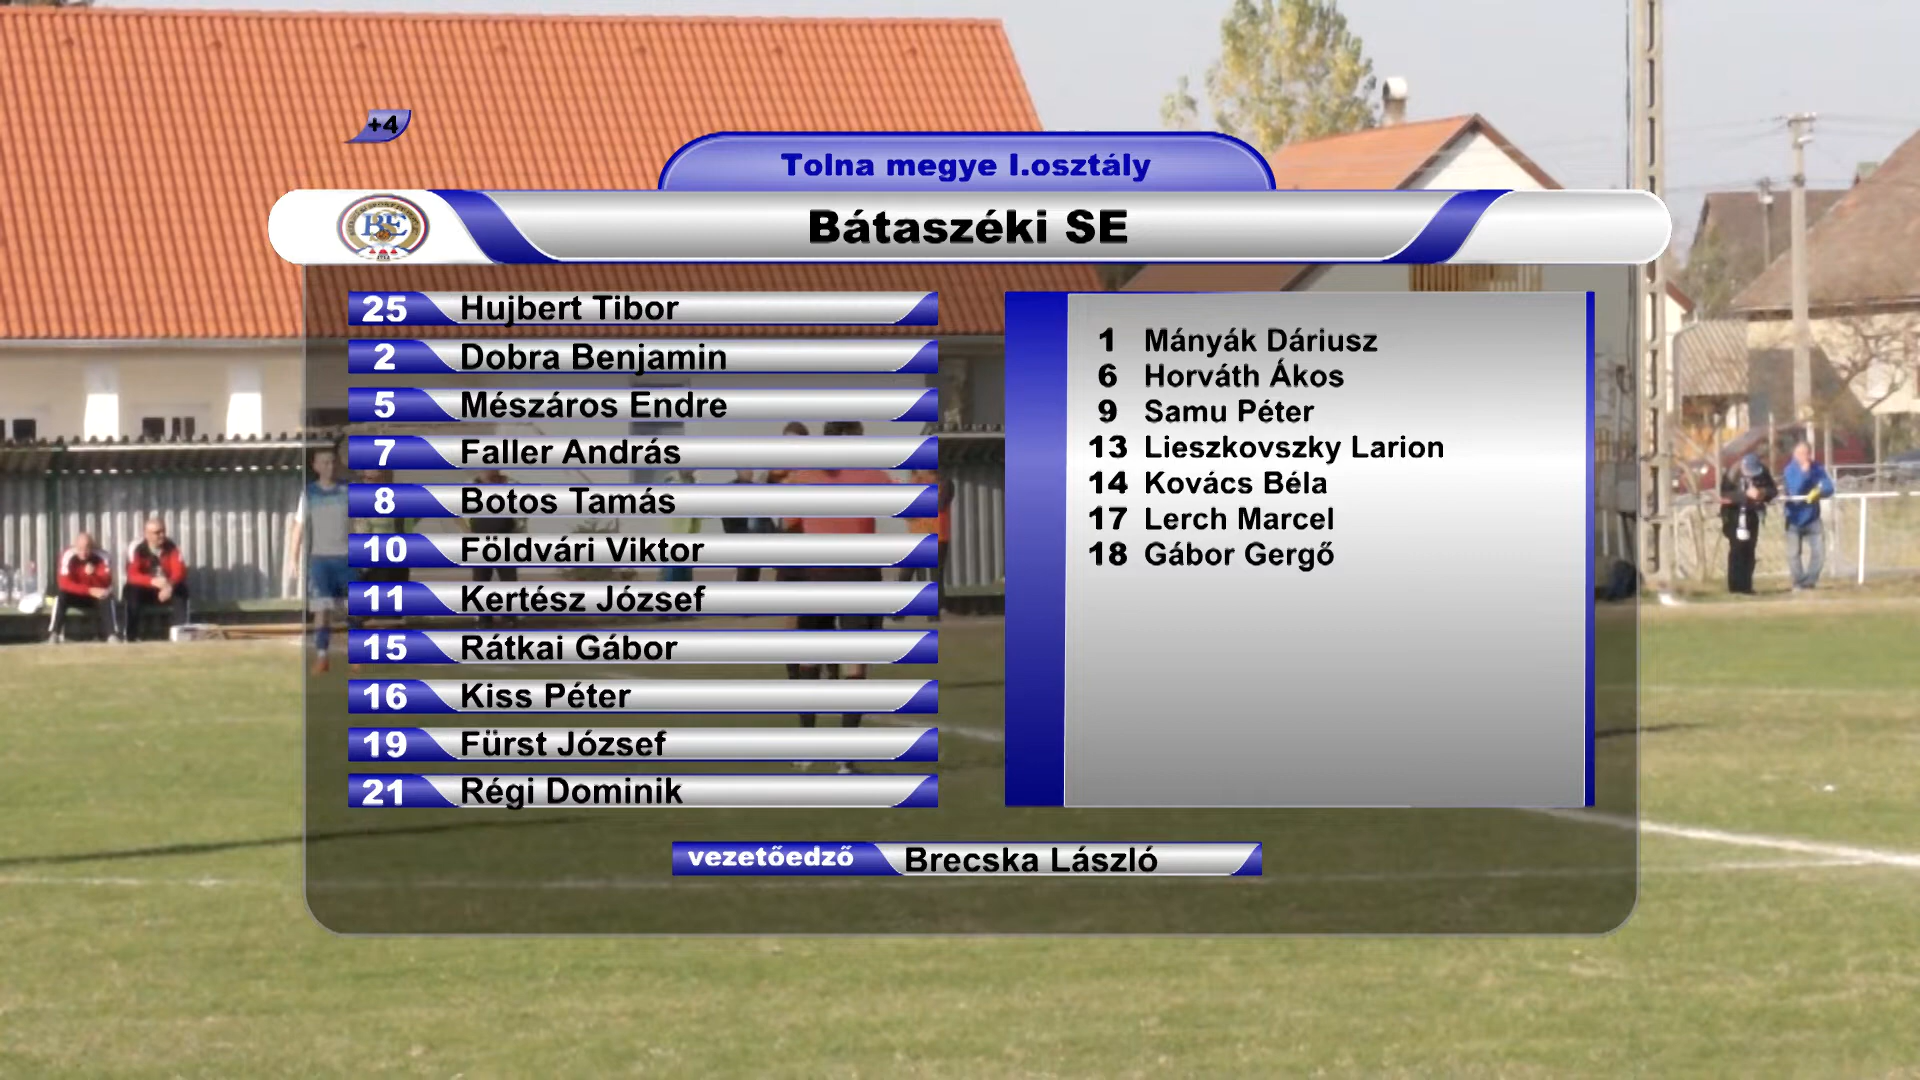 +4
Tolna megye I.osztály
Bátaszéki SE
25 Hujbert Tibor
2 Dobra Benjamin
5 Mészáros Endre
7 Faller András
8 Botos Tamás
10 Földvári Viktor
11 Kertész József
15 Rátkai Gábor
16 Kiss Péter
19 Fürst József
21 Régi Dominik
1 Mányák Dáriusz
6 Horváth Ákos
9 Samu Péter
13 Lieszkovszky Larion
14 Kovács Béla
17 Lerch Marcel
18 Gábor Gergő
vezetőedző Brecska László